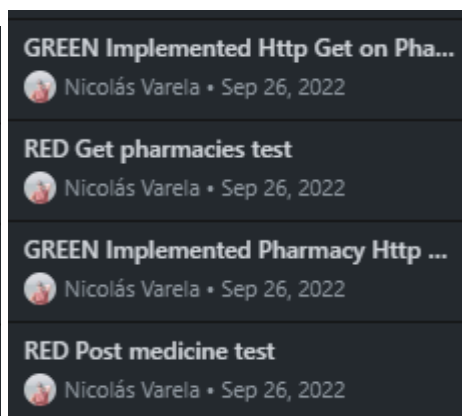 GREEN Implemented Http Get on Pha...
Nicolás Varela • Sep 26, 2022
RED Get pharmacies test
Nicolás Varela • Sep 26, 2022
GREEN Implemented Pharmacy Http ...
Nicolás Varela • Sep 26, 2022
RED Post medicine test
Nicolás Varela • Sep 26, 2022